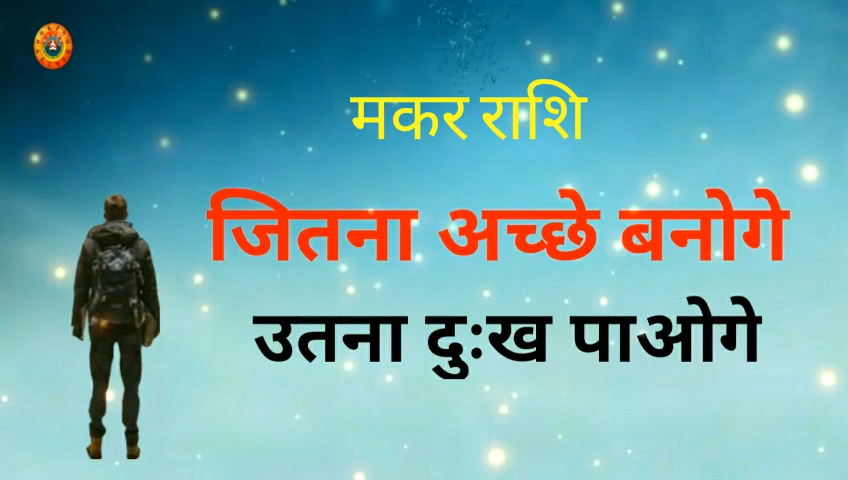 मकर राशि
जितना अच्छे बनोगे
उतना दुःख पाओगे